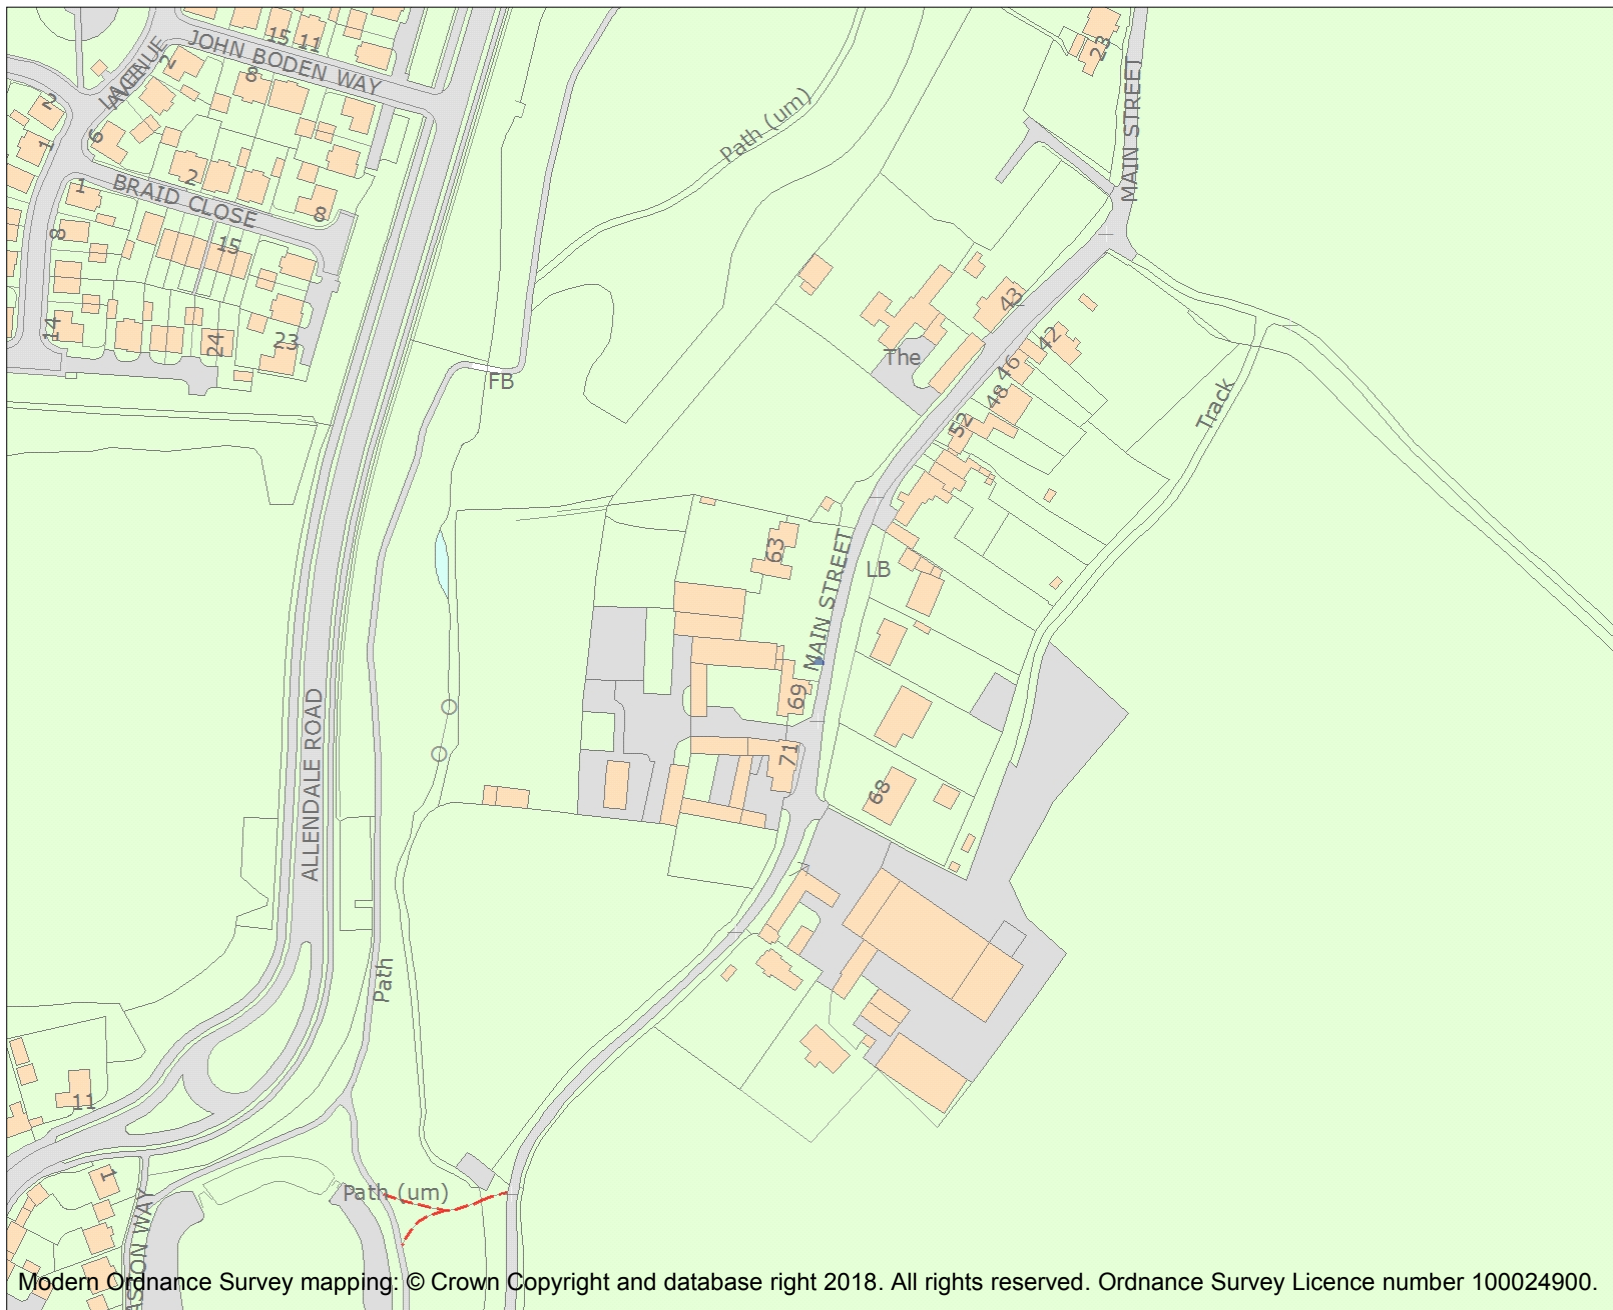 JOHN BODEN WAY
15
11
AVENUE
2
8
23
MAIN STREET
Path (um)
2
1
6
BRAID CLOSE
1
2
8
8
15
14
24
23
43
42
The
46
48
52
FB
Track
63
MAIN STREET
LB
69
71
68
ALLENDALE ROAD
Path
11
1
Path (um)
ASSON WAY
Modern Ordnance Survey mapping: © Crown Copyright and database right 2018. All rights reserved. Ordnance Survey Licence number 100024900.